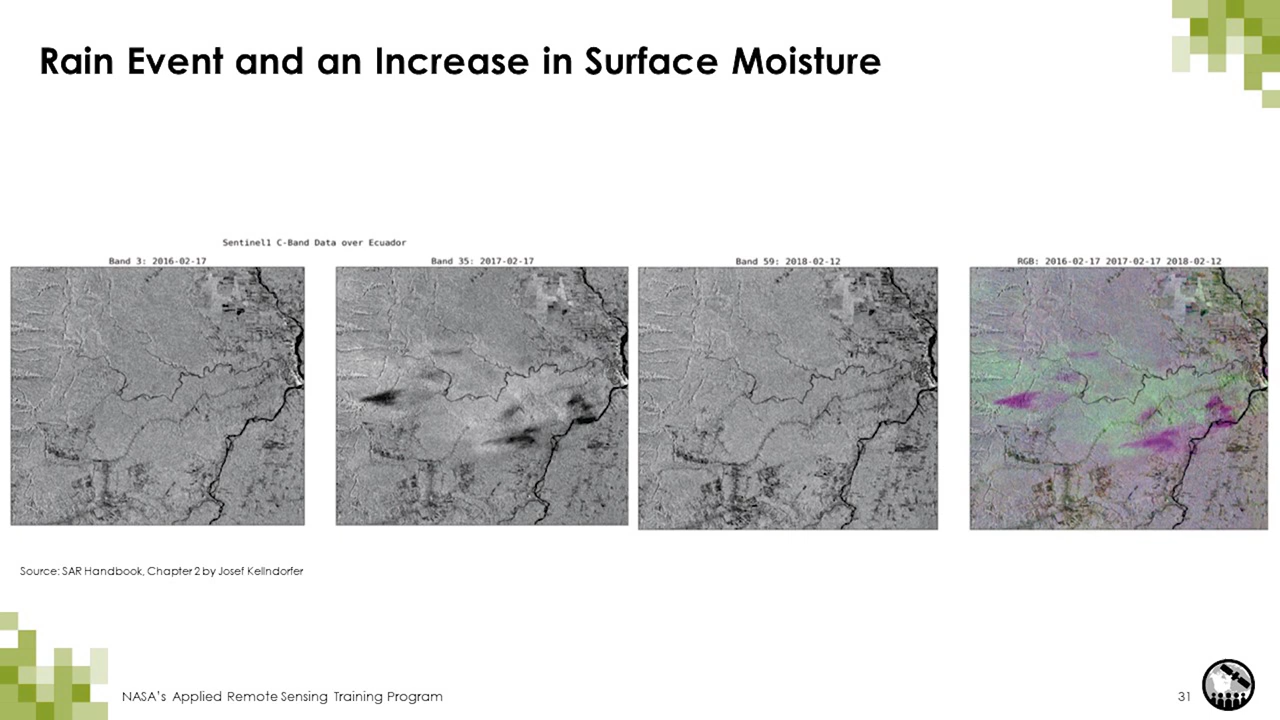 Rain Event and an Increase in Surface Moisture
Sentinel1 C-Band Data over Ecuador
Band 3: 2016-02-17
Band 35: 2017-02-17
Band 59: 2018-02-12
RGB: 2016-02-17 2017-02-17 2018-02-12
Source: SAR Handbook, Chapter 2 by Josef Kellndorfer
NASA's Applied Remote Sensing Training Program
31